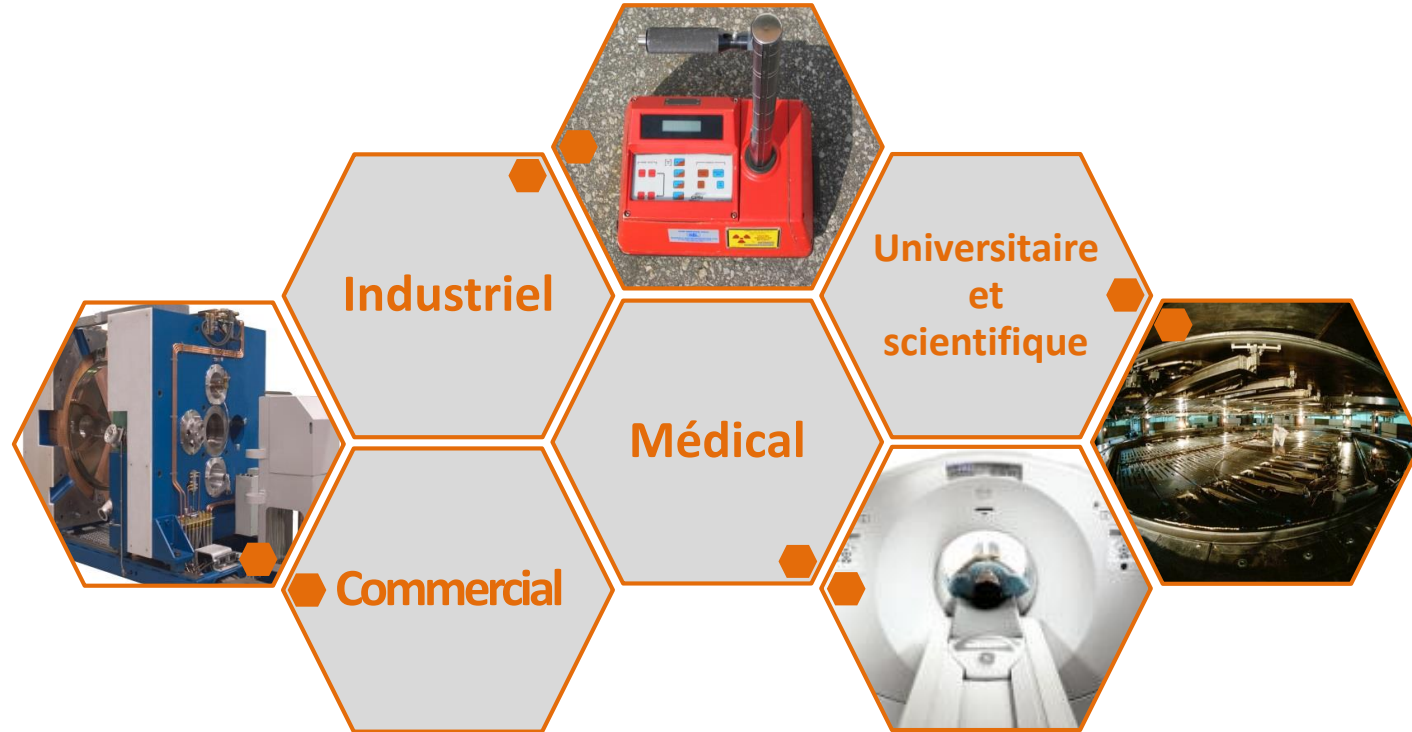 Industriel
Universitaire
et
scientifique
Médical
Commercial